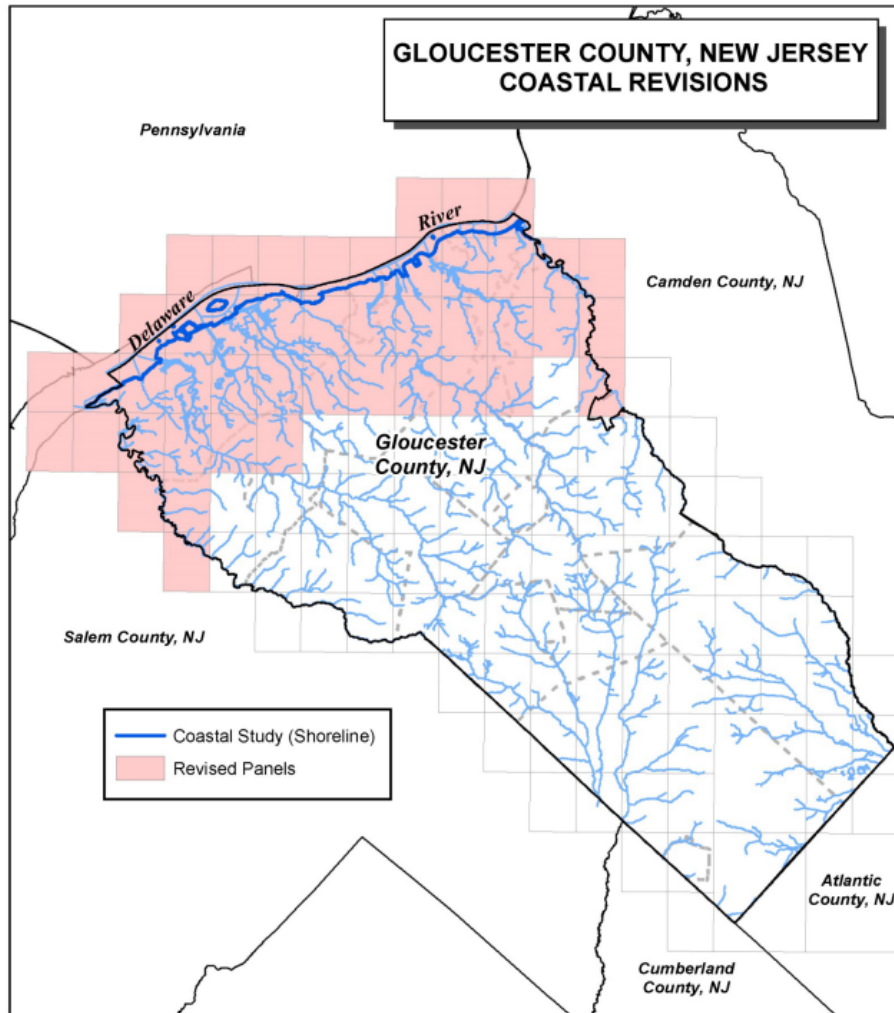 GLOUCESTER COUNTY, NEW JERSEY
COASTAL REVISIONS
Pennsylvania
River
Delaware
Camden County, NJ
Gloucester
County, NJ
Salem County, NJ
Coastal Study (Shoreline)
Revised Panels
Atlantic
County, NJ
Cumberland
County, NJ